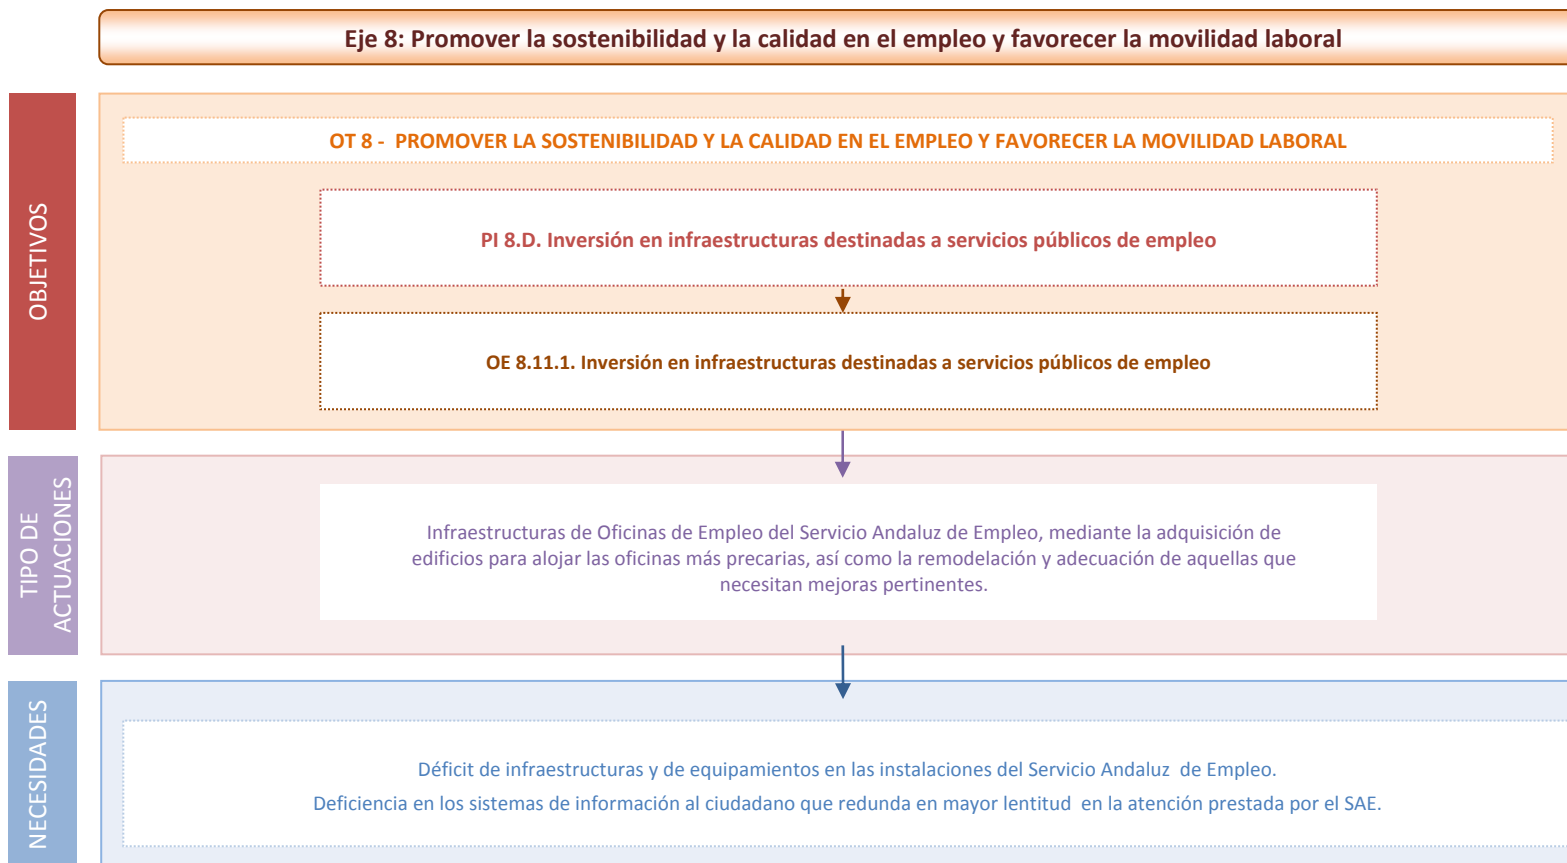 Eje 8: Promover la sostenibilidad y la calidad en el empleo y favorecer la movilidad laboral
OBJETIVOS
OT 8 - PROMOVER LA SOSTENIBILIDAD Y LA CALIDAD EN EL EMPLEO Y FAVORECER LA MOVILIDAD LABORAL
PI 8.D. Inversión en infraestructuras destinadas a servicios públicos de empleo
OE 8.11.1. Inversión en infraestructuras destinadas a servicios públicos de empleo
TIPO DE
ACTUACIONES
Infraestructuras de Oficinas de Empleo del Servicio Andaluz de Empleo, mediante la adquisición de
edificios para alojar las oficinas más precarias, así como la remodelación y adecuación de aquellas que
necesitan mejoras pertinentes.
NECESIDADES
Déficit de infraestructuras y de equipamientos en las instalaciones del Servicio Andaluz de Empleo.
Deficiencia en los sistemas de información al ciudadano que redunda en mayor lentitud en la atención prestada por el SAE.